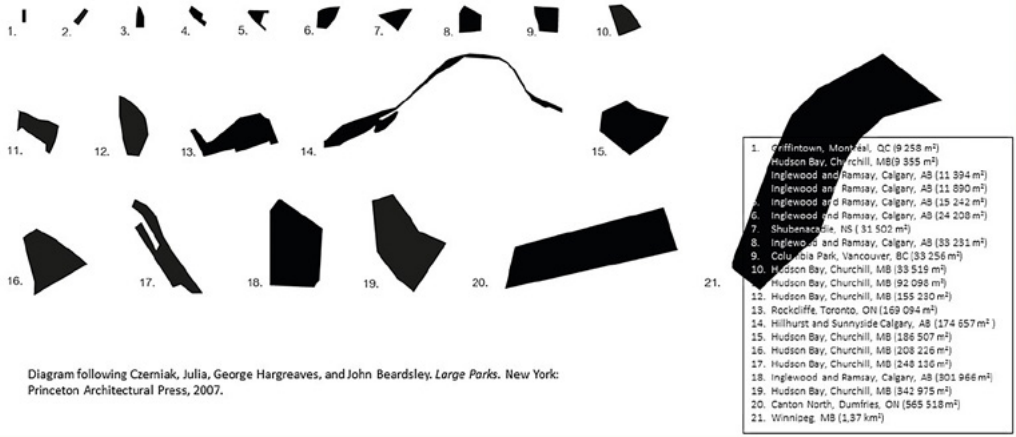 1.
2.
3.
4.
5.
6.
7.
8.
9.
10.
11.
12.
13.
14.
15.
16.
17.
18.
19.
20.
21.
1. Griffintown, Montréal, QC (9 258 m²)
Hudson Bay, Churchill, MB(9 355 m²)
Inglewood and Ramsay, Calgary, AB (11 394 m²)
Inglewood and Ramsay, Calgary, AB (11 890 m²)
5. Inglewood and Ramsay, Calgary, AB (15 242 m²)
6. Inglewood and Ramsay, Calgary, AB (24 208 m²)
7. Shubenacadie, NS ( 31 502 m²)
8. Inglewood and Ramsay, Calgary, AB (33 231 m²)
9. Columbia Park, Vancouver, BC (33 256 m²)
10. Hudson Bay, Churchill, MB (33 519 m²)
Hudson Bay, Churchill, MB (92 098 m²)
12. Hudson Bay, Churchill, MB (155 230 m²)
13. Rockcliffe, Toronto, ON (169 094 m²)
14. Hillhurst and Sunnyside Calgary, AB (174 657 m² )
15. Hudson Bay, Churchill, MB (186 507 m²)
16. Hudson Bay, Churchill, MB (208 226 m²)
17. Hudson Bay, Churchill, MB (248 136 m²)
18. Inglewood and Ramsay, Calgary, AB (301 966 m²)
19. Hudson Bay, Churchill, MB (342 975 m²)
20. Canton North, Dumfries, ON (565 518 m²)
21. Winnipeg, MB (1,37 km²)
Diagram following Czerniak, Julia, George Hargreaves, and John Beardsley. Large Parks. New York:
Princeton Architectural Press, 2007.